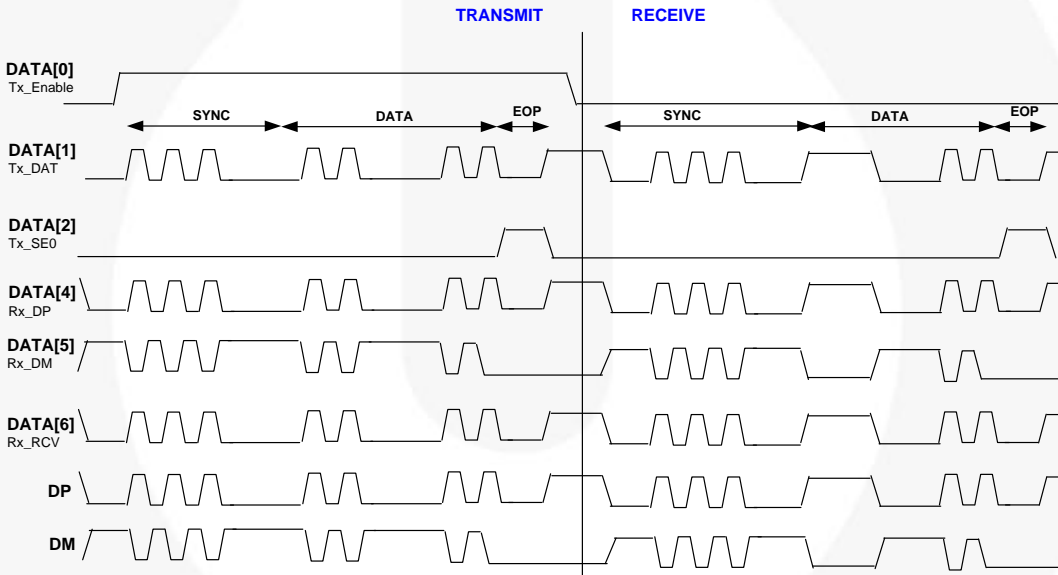 TRANSMIT RECEIVE
DATA[0]
Tx_Enable
SYNC DATA EOP SYNC DATA EOP
DATA[1]
Tx_DAT
DATA[2]
Tx_SE0
DATA[4]
Rx_DP
DATA[5]
Rx_DM
DATA[6]
Rx_RCV
DP
DM